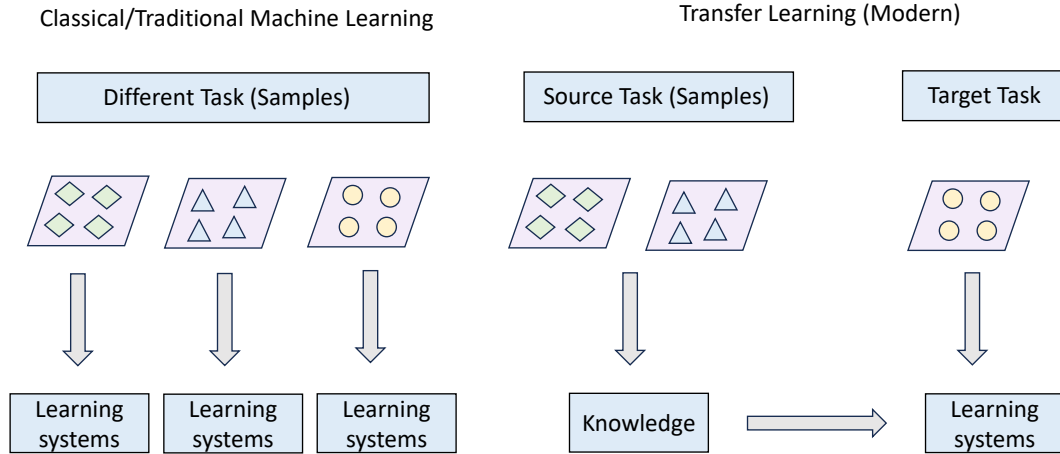 Classical/Traditional Machine Learning
Transfer Learning (Modern)
Different Task (Samples)
Source Task (Samples)
Target Task
Learning
systems
Learning
systems
Learning
systems
Knowledge
Learning
systems